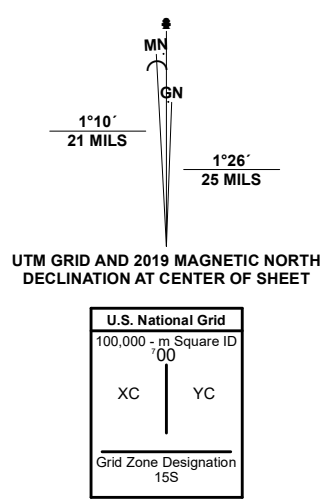 MN
GN
1°10´
21 MILS
1°26´
25 MILS
UTM GRID AND 2019 MAGNETIC NORTH
DECLINATION AT CENTER OF SHEET
U.S. National Grid
100,000 - m Square ID
⁷00
XC YC
Grid Zone Designation
15S